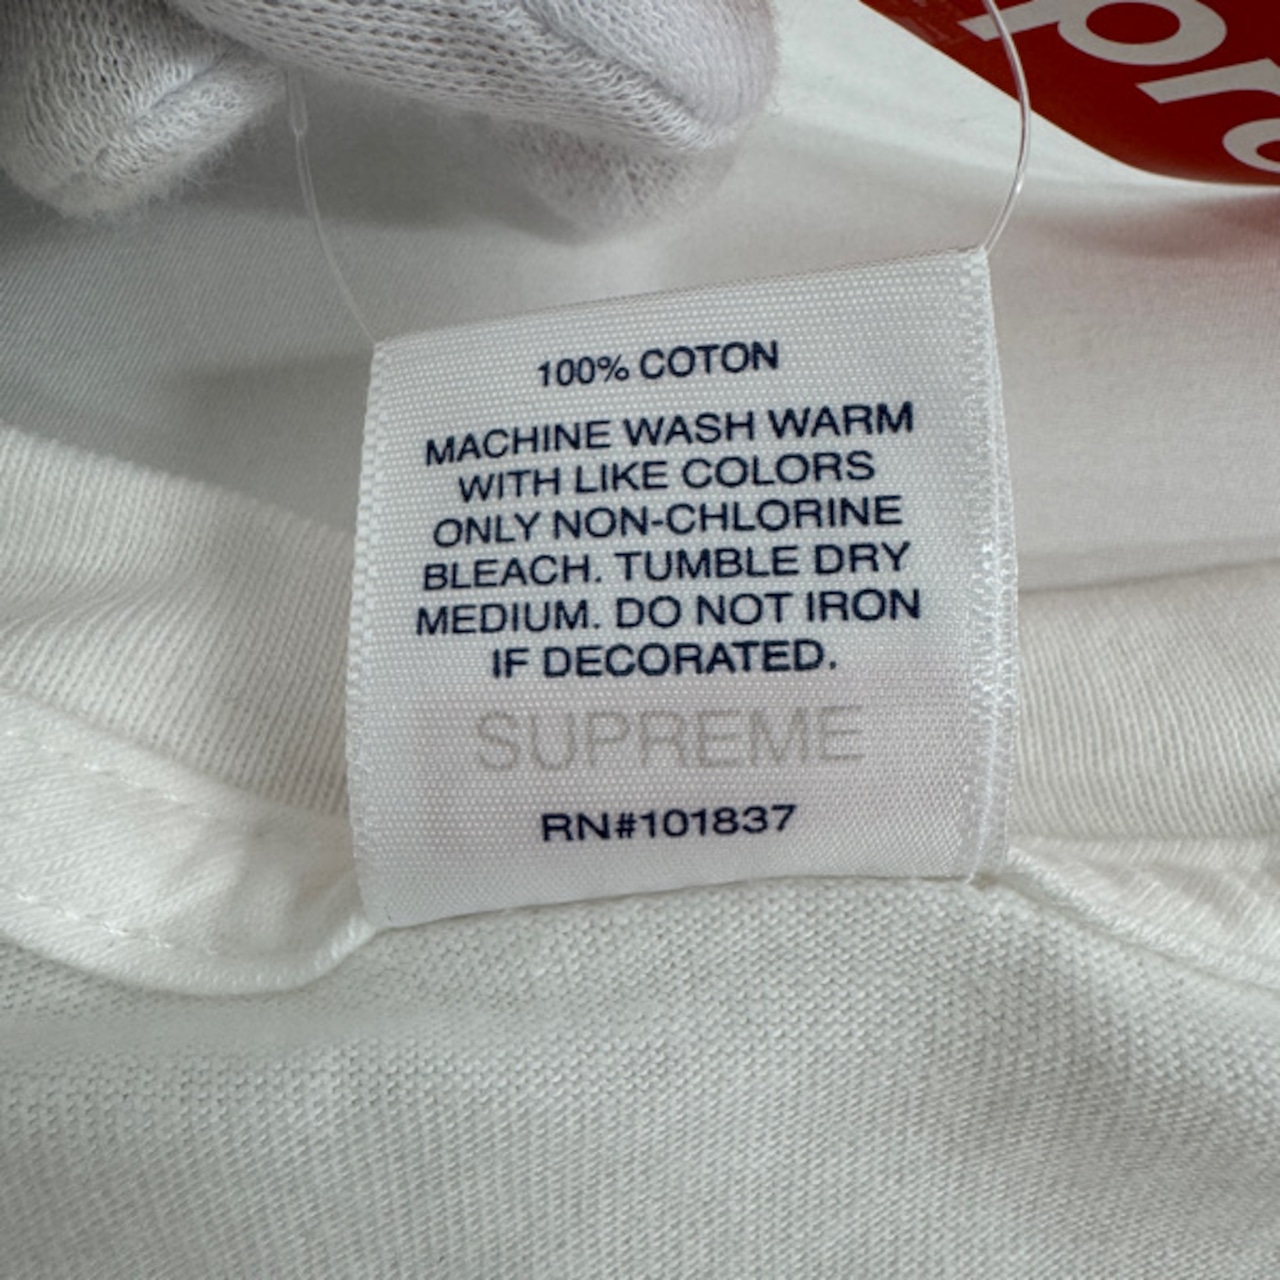 pre
100% COTON
MACHINE WASH WARM
WITH LIKE COLORS
ONLY NON-CHLORINE
BLEACH. TUMBLE DRY
MEDIUM. DO NOT IRON
IF DECORATED.
SUPREME
RN#101837